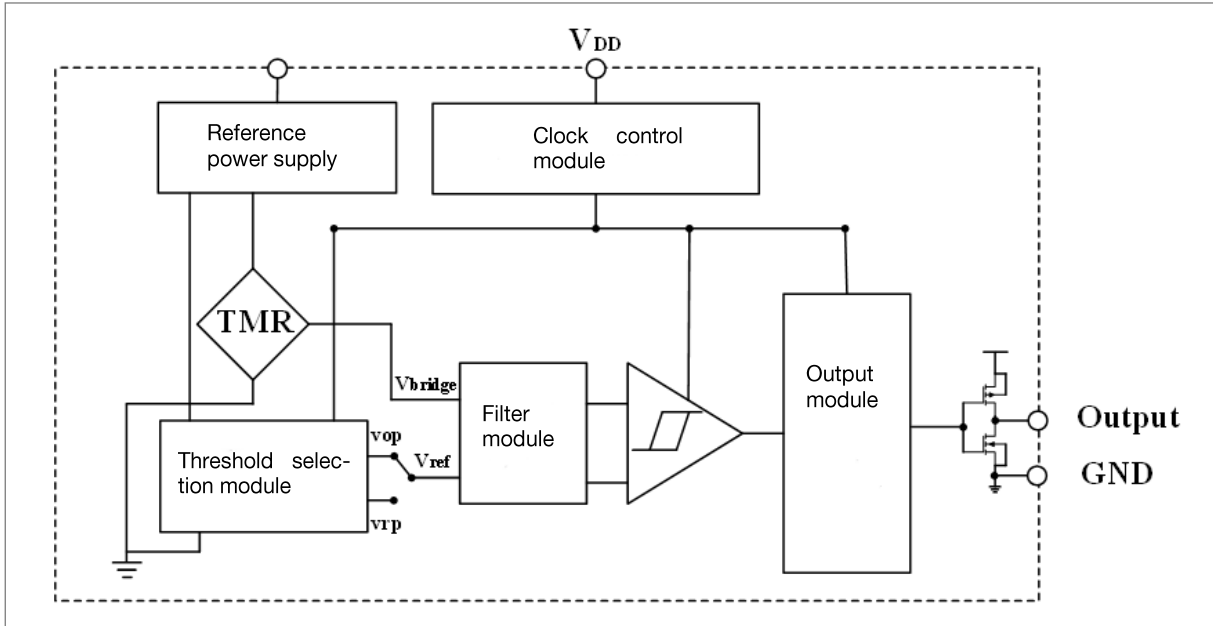 VDD
Reference
power supply
Clock control
module
TMR
Vbridge
Filter
module
Output
module
Threshold selec-
tion module
vop
Vref
vrp
Output
GND